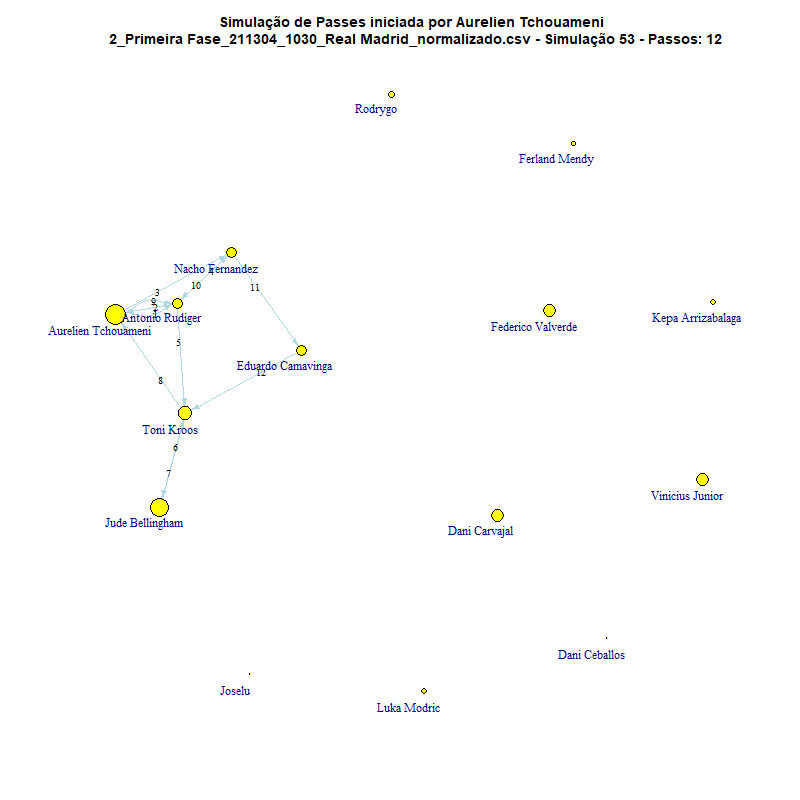 Simulação de Passes iniciada por Aurelien Tchouameni
2_Primeira Fase_211304_1030_Real Madrid_normalizado.csv - Simulação 53 - Passos: 12
Rodrygo
Ferland Mendy
Nacho Fernandez
10
11
3
9
Antonio Rudiger
Aurelien Tchouameni
Federico Valverde
Kepa Arrizabalaga
5
Eduardo Camavinga
12
8
Toni Kroos
6
7
Jude Bellingham
Vinicius Junior
Dani Carvajal
Dani Ceballos
Joselu
Luka Modric